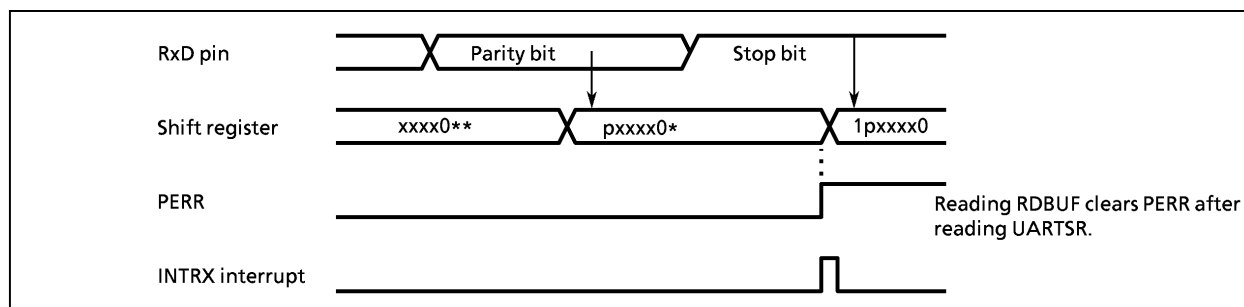 RxD pin
Parity bit
Stop bit
Shift register
xxxx0**
pxxxx0*
1pxxxx0
PERR
Reading RDBUF clears PERR after
reading UARTSR.
INTRX interrupt